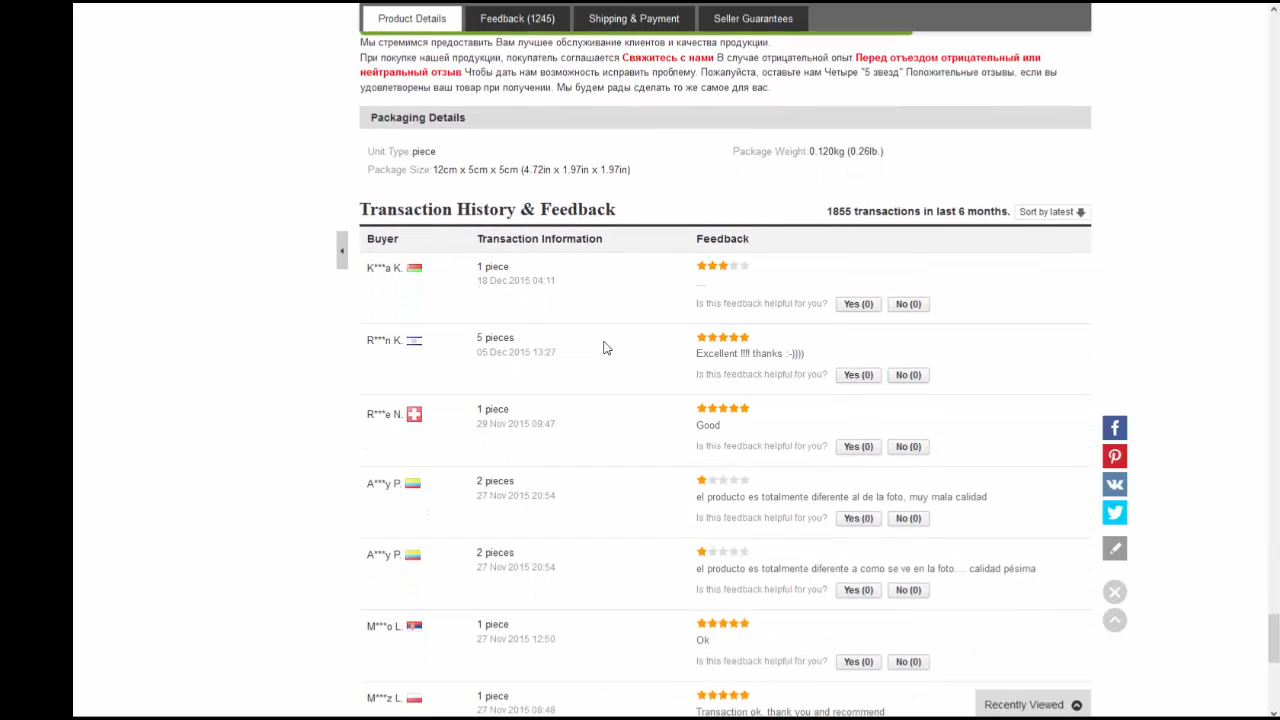 Product Details Feedback (1245) Shipping & Payment Seller Guarantees
Мы стремимся предоставить Вам лучшее обслуживание клиентов и качества продукции.
При покупке нашей продукции, покупатель соглашается Свяжитесь с нами В случае отрицательной опыт Перед отъездом отрицательный или
нейтральный отзыв Чтобы дать нам возможность исправить проблему. Пожалуйста, оставьте нам Четыре "5 звезд" Положительные отзывы, если вы
удовлетворены ваш товар при получении. Мы будем рады сделать то же самое для вас.
Packaging Details
Unit Type: piece Package Weight: 0.120kg (0.26lb.)
Package Size: 12cm x 5cm x 5cm (4.72in x 1.97in x 1.97in)
Transaction History & Feedback 1855 transactions in last 6 months. Sort by latest
Buyer Transaction Information Feedback
K***a K. 1 piece
18 Dec 2015 04:11
...
Is this feedback helpful for you? Yes (0) No (0)
R***n K. 5 pieces
05 Dec 2015 13:27 Excellent !!!! thanks :-))))
Is this feedback helpful for you? Yes (0) No (0)
R***e N. 1 piece
29 Nov 2015 09:47 Good
Is this feedback helpful for you? Yes (0) No (0)
A***y P. 2 pieces
27 Nov 2015 20:54 el producto es totalmente diferente al de la foto, muy mala calidad
Is this feedback helpful for you? Yes (0) No (0)
A***y P. 2 pieces
27 Nov 2015 20:54 el producto es totalmente diferente a como se ve en la foto.... calidad pésima
Is this feedback helpful for you? Yes (0) No (0)
M***o L. 1 piece
27 Nov 2015 12:50 Ok
Is this feedback helpful for you? Yes (0) No (0)
M***z L. 1 piece
27 Nov 2015 08:48 Transaction ok, thank you and recommend
Recently Viewed